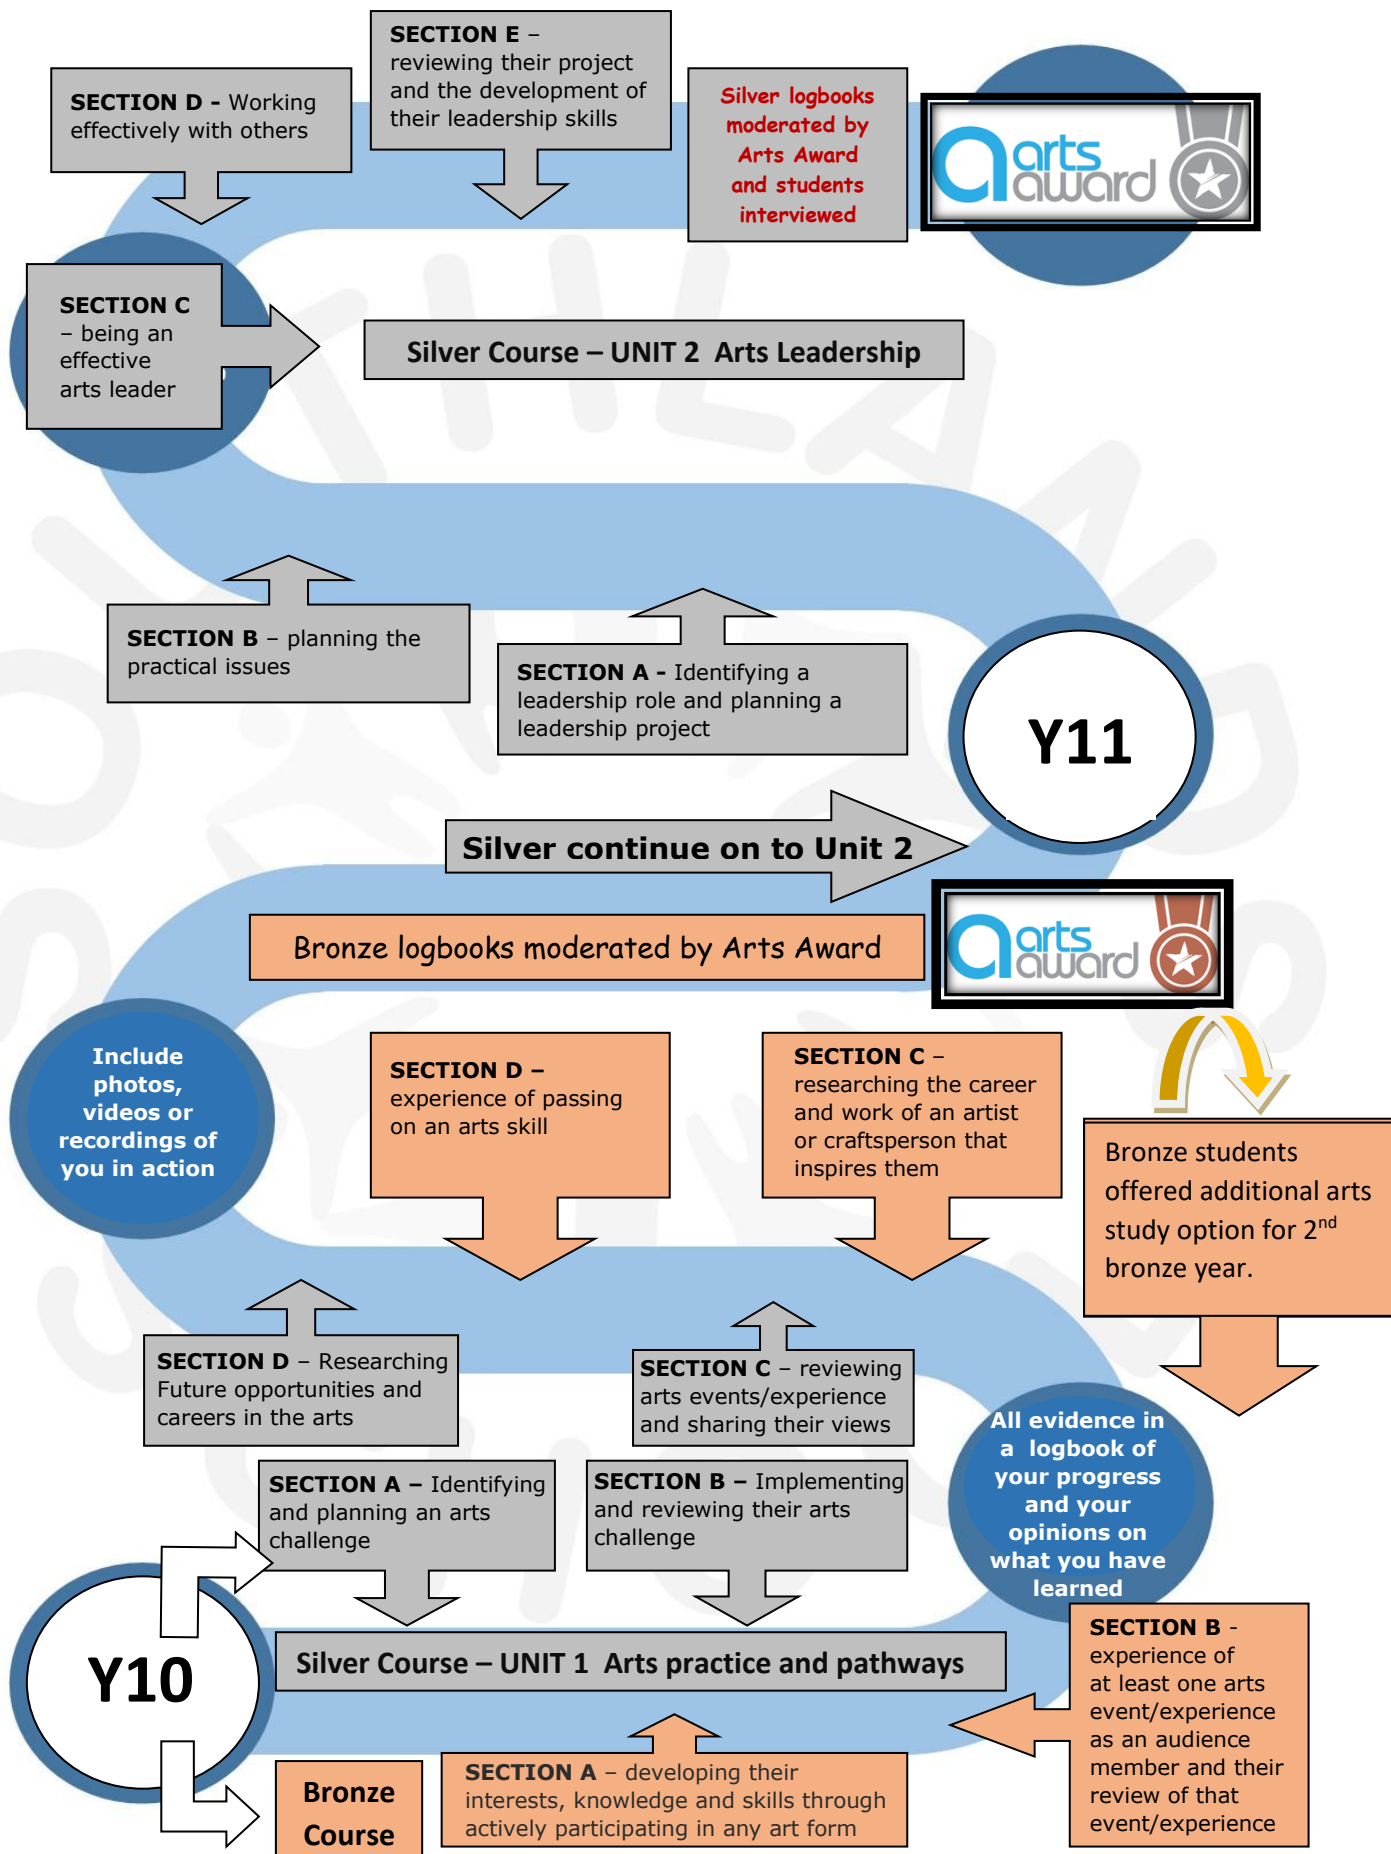 SECTION E –
reviewing their project
and the development of
their leadership skills
SECTION D - Working
effectively with others
Silver logbooks
moderated by
Arts Award
and students
interviewed
arts
award
SECTION C
– being an
effective
arts leader
Silver Course – UNIT 2 Arts Leadership
SECTION B – planning the
practical issues
SECTION A - Identifying a
leadership role and planning a
leadership project
Y11
Silver continue on to Unit 2
Bronze logbooks moderated by Arts Award
arts
award
Include
photos,
videos or
recordings of
you in action
SECTION D –
experience of passing
on an arts skill
SECTION C –
researching the career
and work of an artist
or craftsperson that
inspires them
Bronze students
offered additional arts
study option for 2nd
bronze year.
SECTION D – Researching
Future opportunities and
careers in the arts
SECTION C – reviewing
arts events/experience
and sharing their views
All evidence in
a logbook of
your progress
and your
opinions on
what you have
learned
SECTION A – Identifying
and planning an arts
challenge
SECTION B – Implementing
and reviewing their arts
challenge
Y10
Silver Course – UNIT 1 Arts practice and pathways
SECTION B -
experience of
at least one arts
event/experience
as an audience
member and their
review of that
event/experience
Bronze
Course
SECTION A – developing their
interests, knowledge and skills through
actively participating in any art form